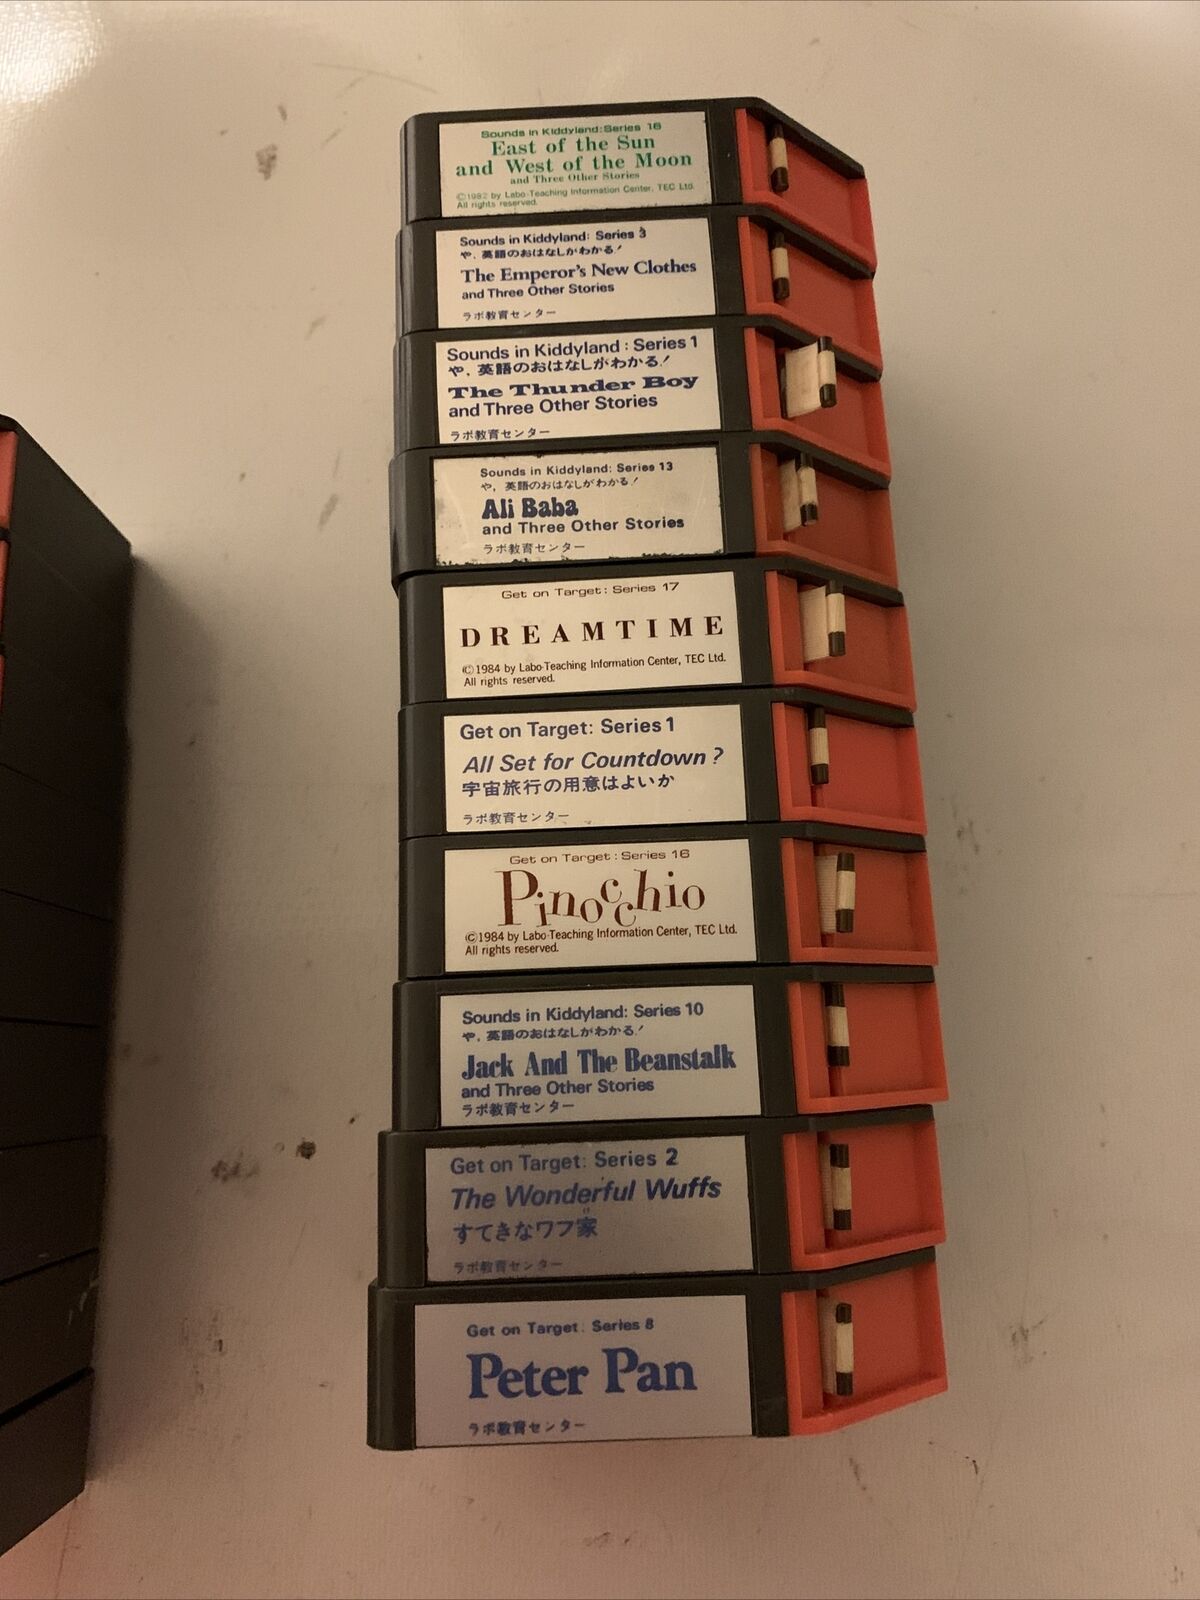 Sounds in Kiddyland: Series 16
East of the Sun
and West of the Moon
and Three Other Stories
©1982 by Labo-Teaching Information Center, TEC Ltd.
All rights reserved.
Sounds in Kiddyland: Series 3
や、英語のおはなしがわかる!
The Emperor's New Clothes
and Three Other Stories
ラボ教育センター
Sounds in Kiddyland: Series 1
や、英語のおはなしがわかる!
The Thunder Boy
and Three Other Stories
ラボ教育センター
Sounds in Kiddyland: Series 13
や、英語のおはなしがわかる!
Ali Baba
and Three Other Stories
ラボ教育センター
Get on Target: Series 17
DREAMTIME
©1984 by Labo-Teaching Information Center, TEC Ltd.
All rights reserved.
Get on Target: Series 1
All Set for Countdown?
宇宙旅行の用意はよいか
ラボ教育センター
Get on Target: Series 16
Pinocchio
©1984 by Labo-Teaching Information Center, TEC Ltd.
All rights reserved.
Sounds in Kiddyland: Series 10
や、英語のおはなしがわかる!
Jack And The Beanstalk
and Three Other Stories
ラボ教育センター
Get on Target: Series 2
The Wonderful Wuffs
すてきなワフ家
ラボ教育センター
Get on Target: Series 8
Peter Pan
ラボ教育センター